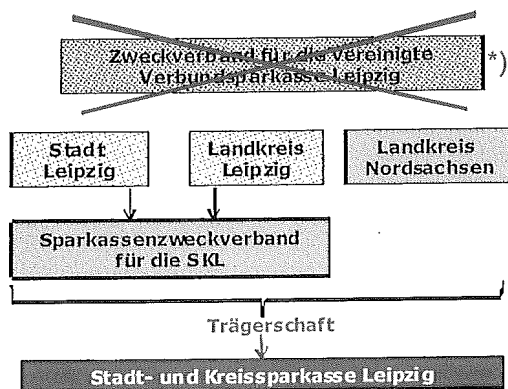 Zweckverband für die vereinigte
Verbundsparkasse Leipzig
*)
Stadt
Leipzig
Landkreis
Leipzig
Landkreis
Nordsachsen
Sparkassenzweckverband
für die SKL
Trägerschaft
Stadt- und Kreissparkasse Leipzig